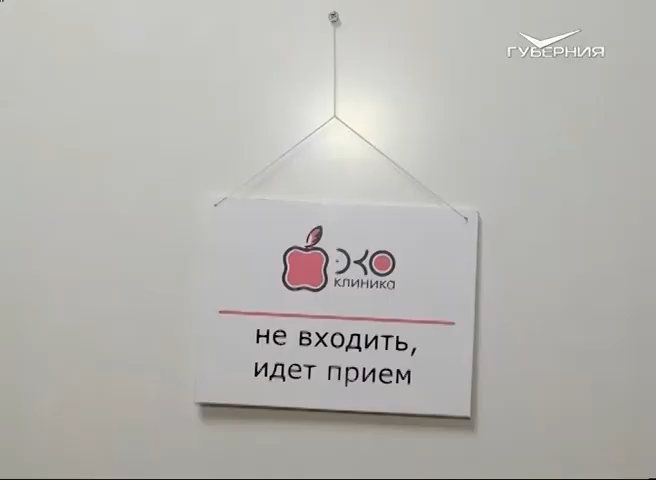 ГУБЕРНИЯ
ЭКО
клиника
не входить,
идет прием